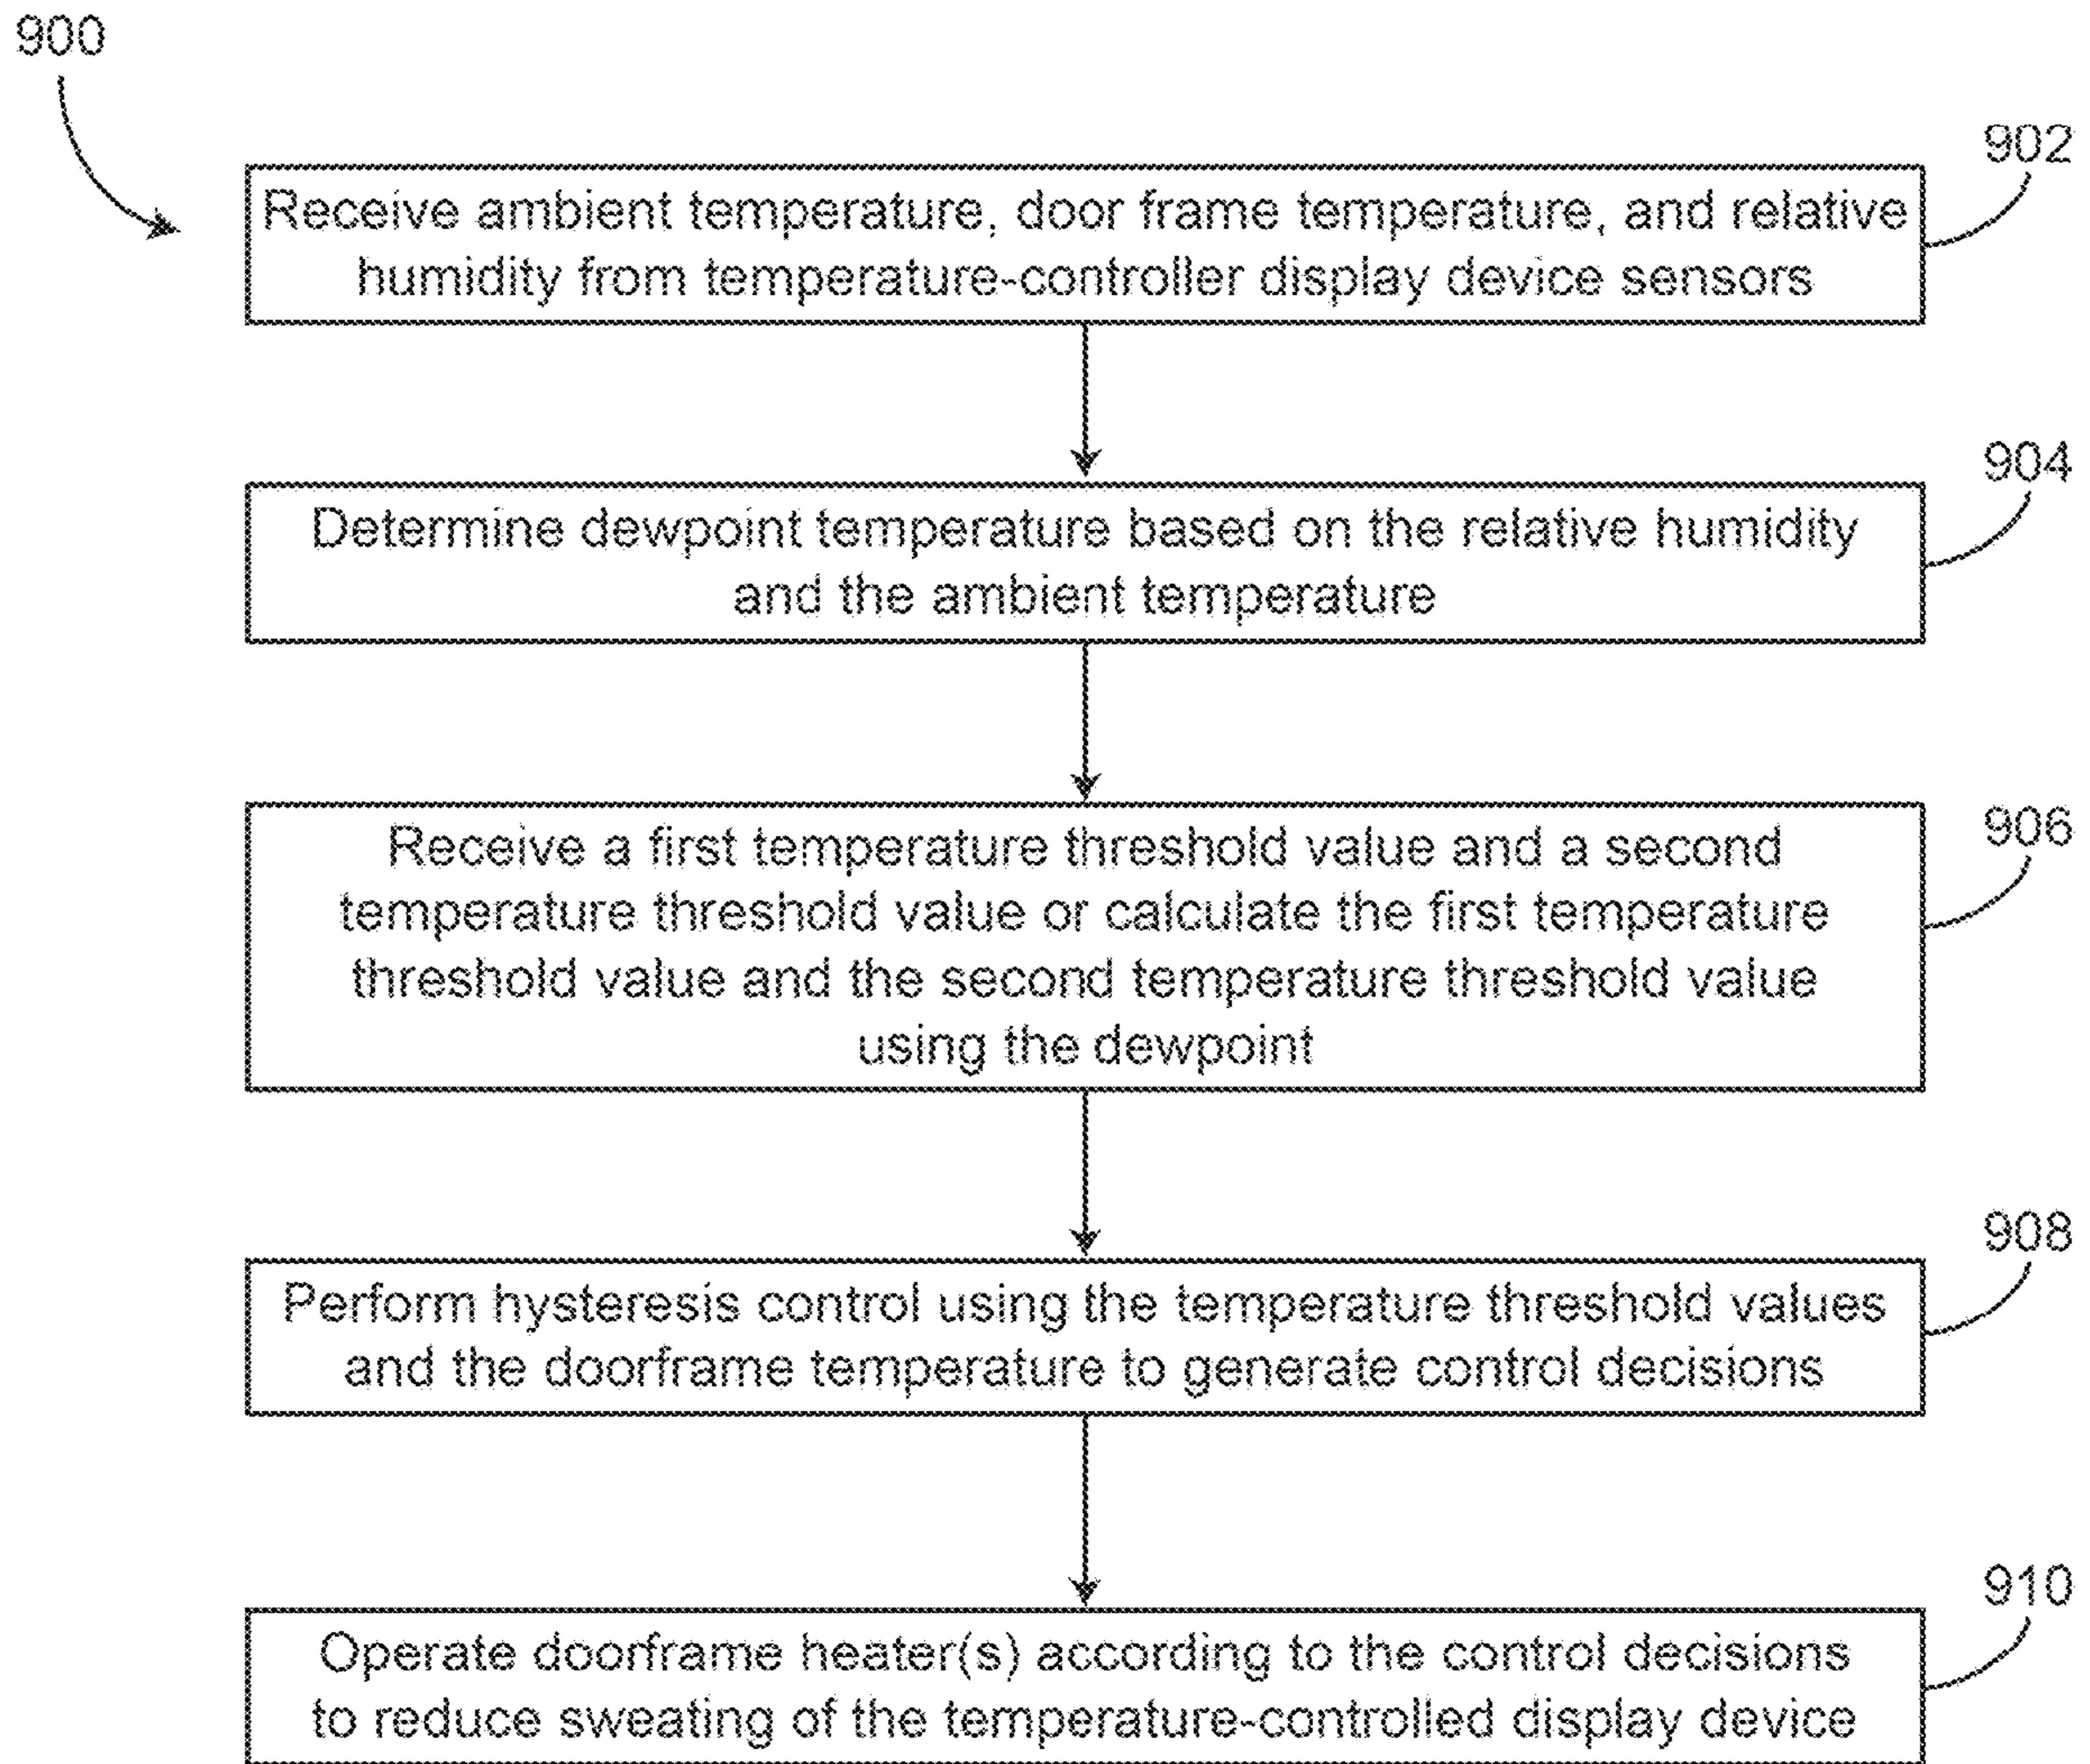 900
902
Receive ambient temperature, door frame temperature, and relative
humidity from temperature-controller display device sensors
904
Determine dewpoint temperature based on the relative humidity
and the ambient temperature
906
Receive a first temperature threshold value and a second
temperature threshold value or calculate the first temperature
threshold value and the second temperature threshold value
using the dewpoint
908
Perform hysteresis control using the temperature threshold values
and the doorframe temperature to generate control decisions
910
Operate doorframe heater(s) according to the control decisions
to reduce sweating of the temperature-controlled display device